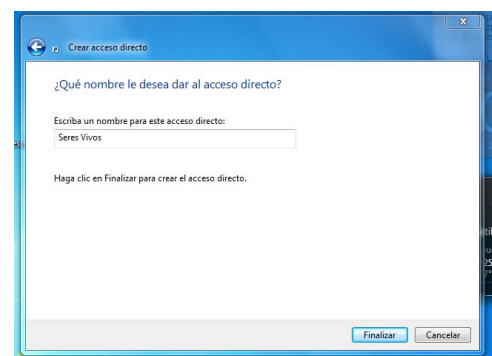 Crear acceso directo
¿Qué nombre le desea dar al acceso directo?
Escriba un nombre para este acceso directo:
Seres Vivos
Haga clic en Finalizar para crear el acceso directo.
Finalizar Cancelar